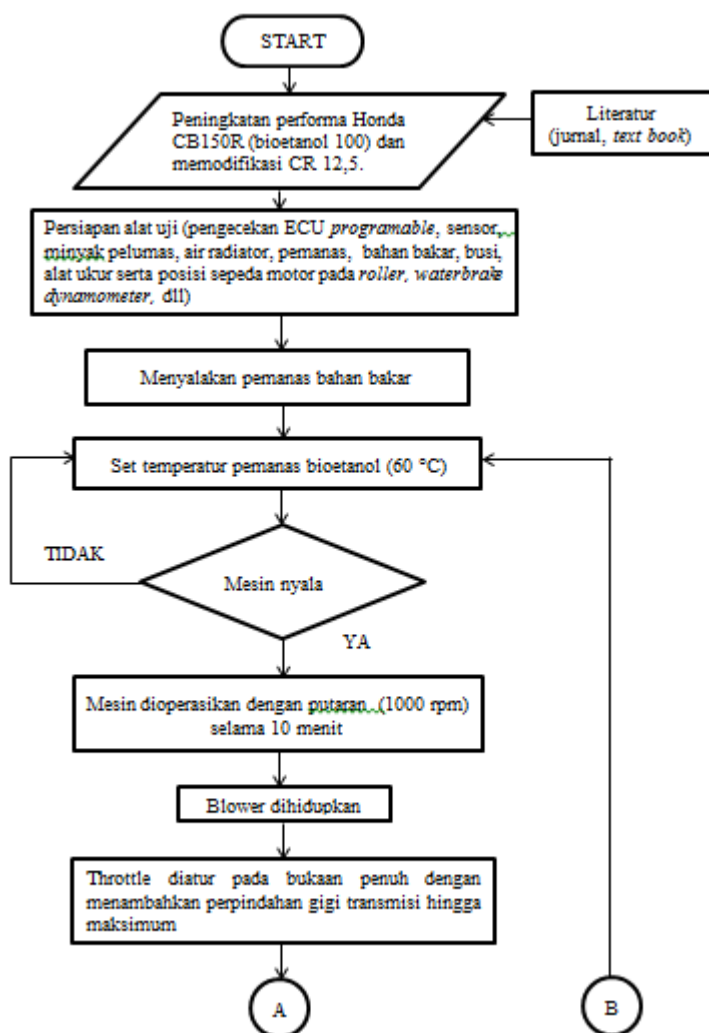 START
Peningkatan performa Honda
CB150R (bioetanol 100) dan
memodifikasi CR 12,5.
Literatur
(jurnal, text book)
Persiapan alat uji (pengecekan ECU programable, sensor,
minyak pelumas, air radiator, pemanas, bahan bakar, busi,
alat ukur serta posisi sepeda motor pada roller, waterbrake
dynamometer, dll)
Menyalakan pemanas bahan bakar
Set temperatur pemanas bioetanol (60 °C)
TIDAK
Mesin nyala
YA
Mesin dioperasikan dengan putaran (1000 rpm)
selama 10 menit
Blower dihidupkan
Throttle diatur pada bukaan penuh dengan
menambahkan perpindahan gigi transmisi hingga
maksimum
A
B